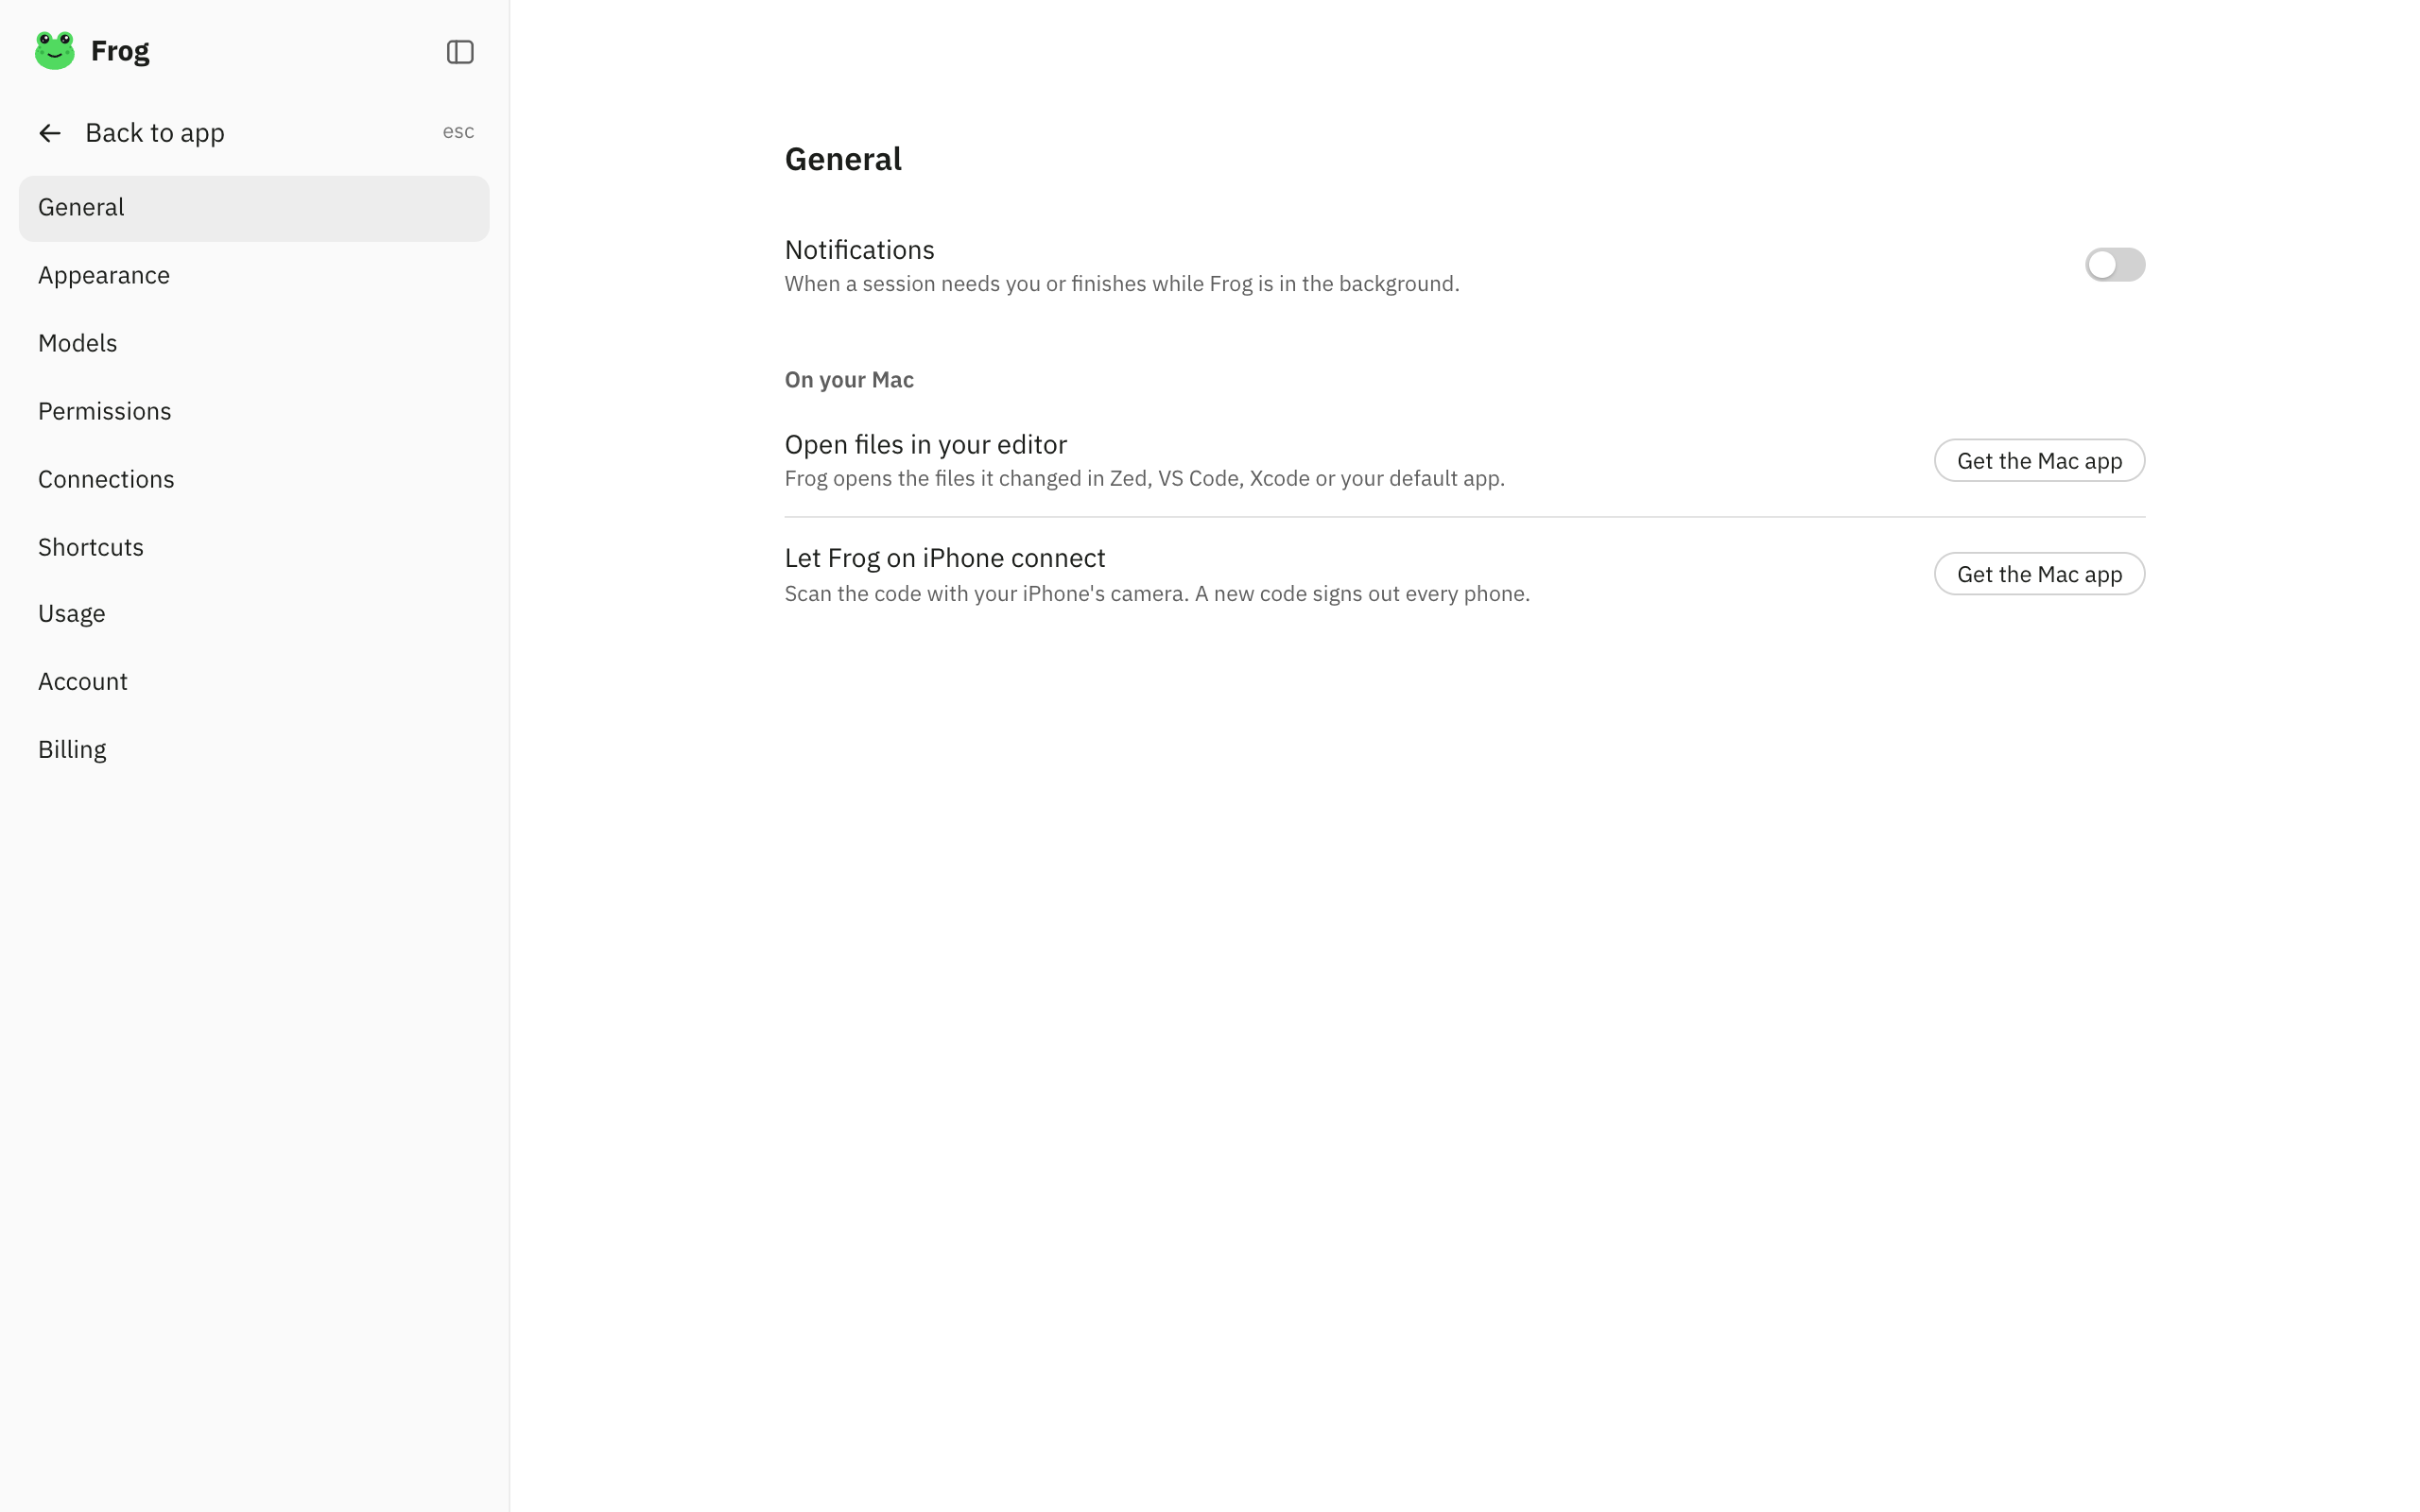 Frog
Back to app
esc
General
Appearance
Models
Permissions
Connections
Shortcuts
Usage
Account
Billing
General
Notifications
When a session needs you or finishes while Frog is in the background.
On your Mac
Open files in your editor
Frog opens the files it changed in Zed, VS Code, Xcode or your default app.
Get the Mac app
Let Frog on iPhone connect
Scan the code with your iPhone's camera. A new code signs out every phone.
Get the Mac app